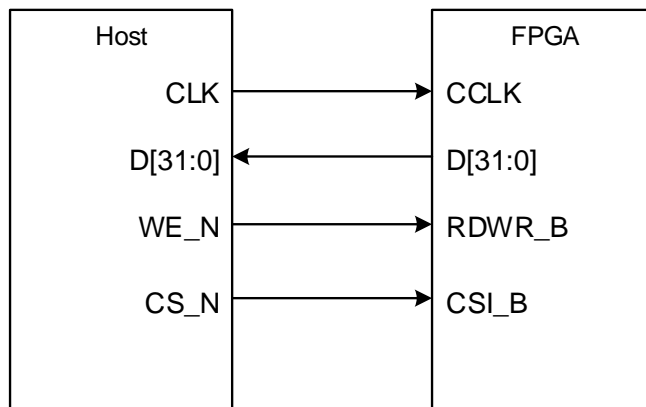 Host FPGA
CLK CCLK
D[31:0] D[31:0]
WE_N RDWR_B
CS_N CSI_B